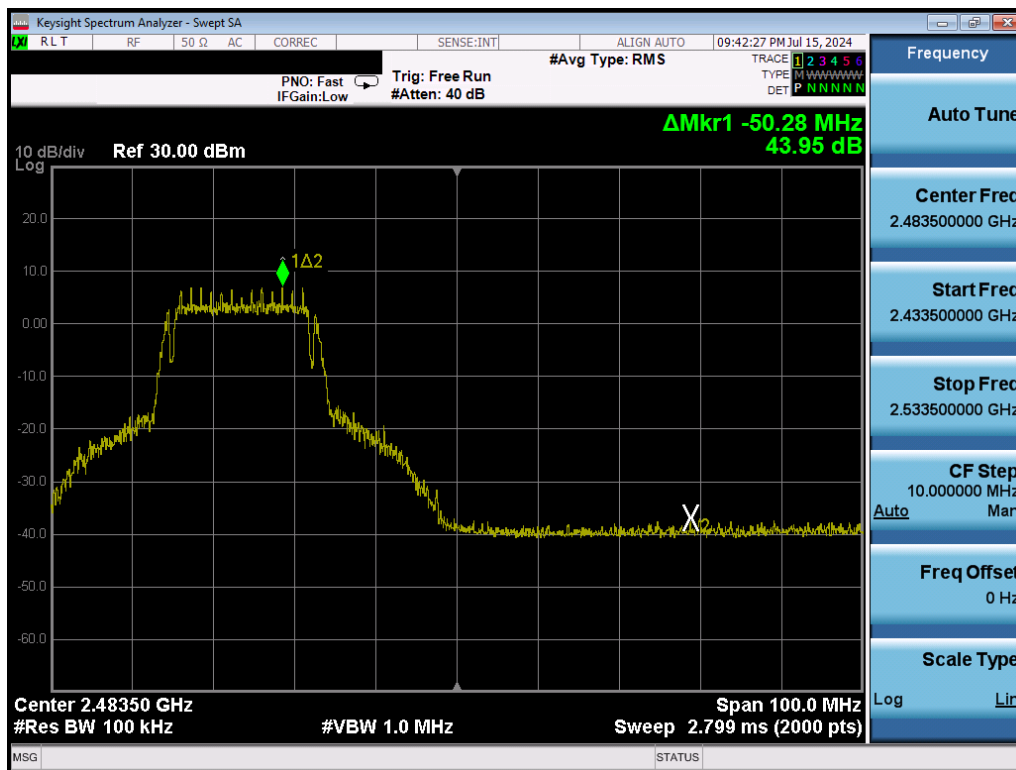 Keysight Spectrum Analyzer - Swept SA
LXI RLT RF 50 Ω AC CORREC SENSE:INT ALIGN AUTO 09:42:27 PM Jul 15, 2024
#Avg Type: RMS
TRACE 1 2 3 4 5 6
PNO: Fast Trig: Free Run TYPE M WWWWW
IFGain:Low #Atten: 40 dB DET P N N N N N
ΔMkr1 -50.28 MHz
43.95 dB
10 dB/div Ref 30.00 dBm
Log
20.0
10.0
1Δ2
0.00
-10.0
-20.0
-30.0
X2
-40.0
-50.0
-60.0
Center 2.48350 GHz Span 100.0 MHz
#Res BW 100 kHz #VBW 1.0 MHz Sweep 2.799 ms (2000 pts)
MSG STATUS
Frequency
Auto Tune
Center Freq
2.483500000 GHz
Start Freq
2.433500000 GHz
Stop Freq
2.533500000 GHz
CF Step
10.000000 MHz
Auto Man
Freq Offset
0 Hz
Scale Type
Log Lin